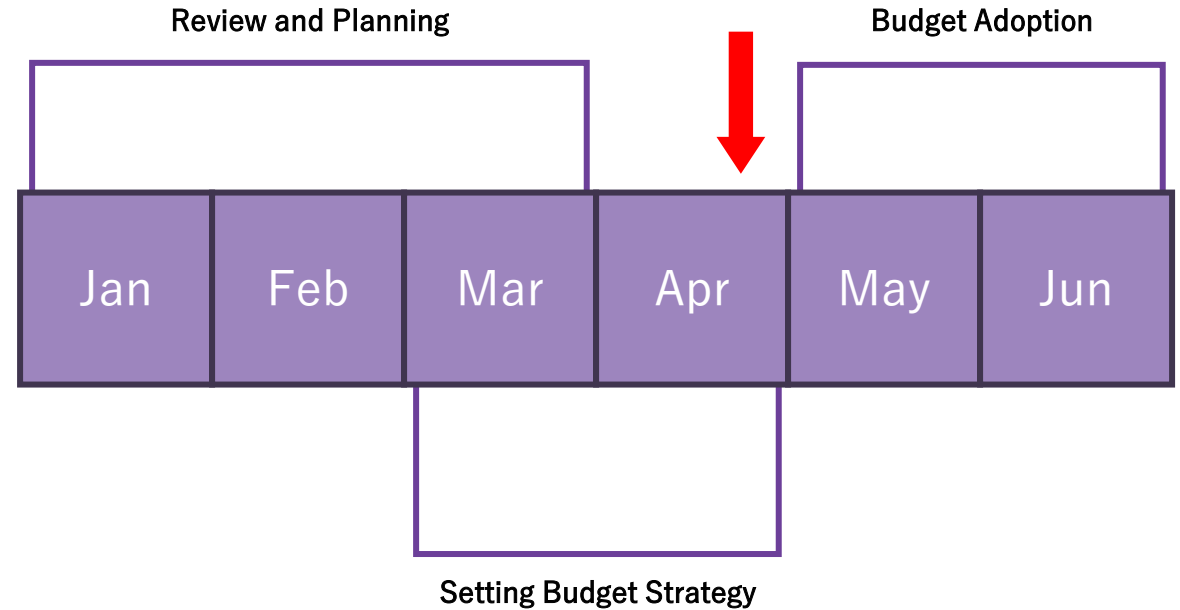 Review and Planning
Budget Adoption
Jan
Feb
Mar
Apr
May
Jun
Setting Budget Strategy